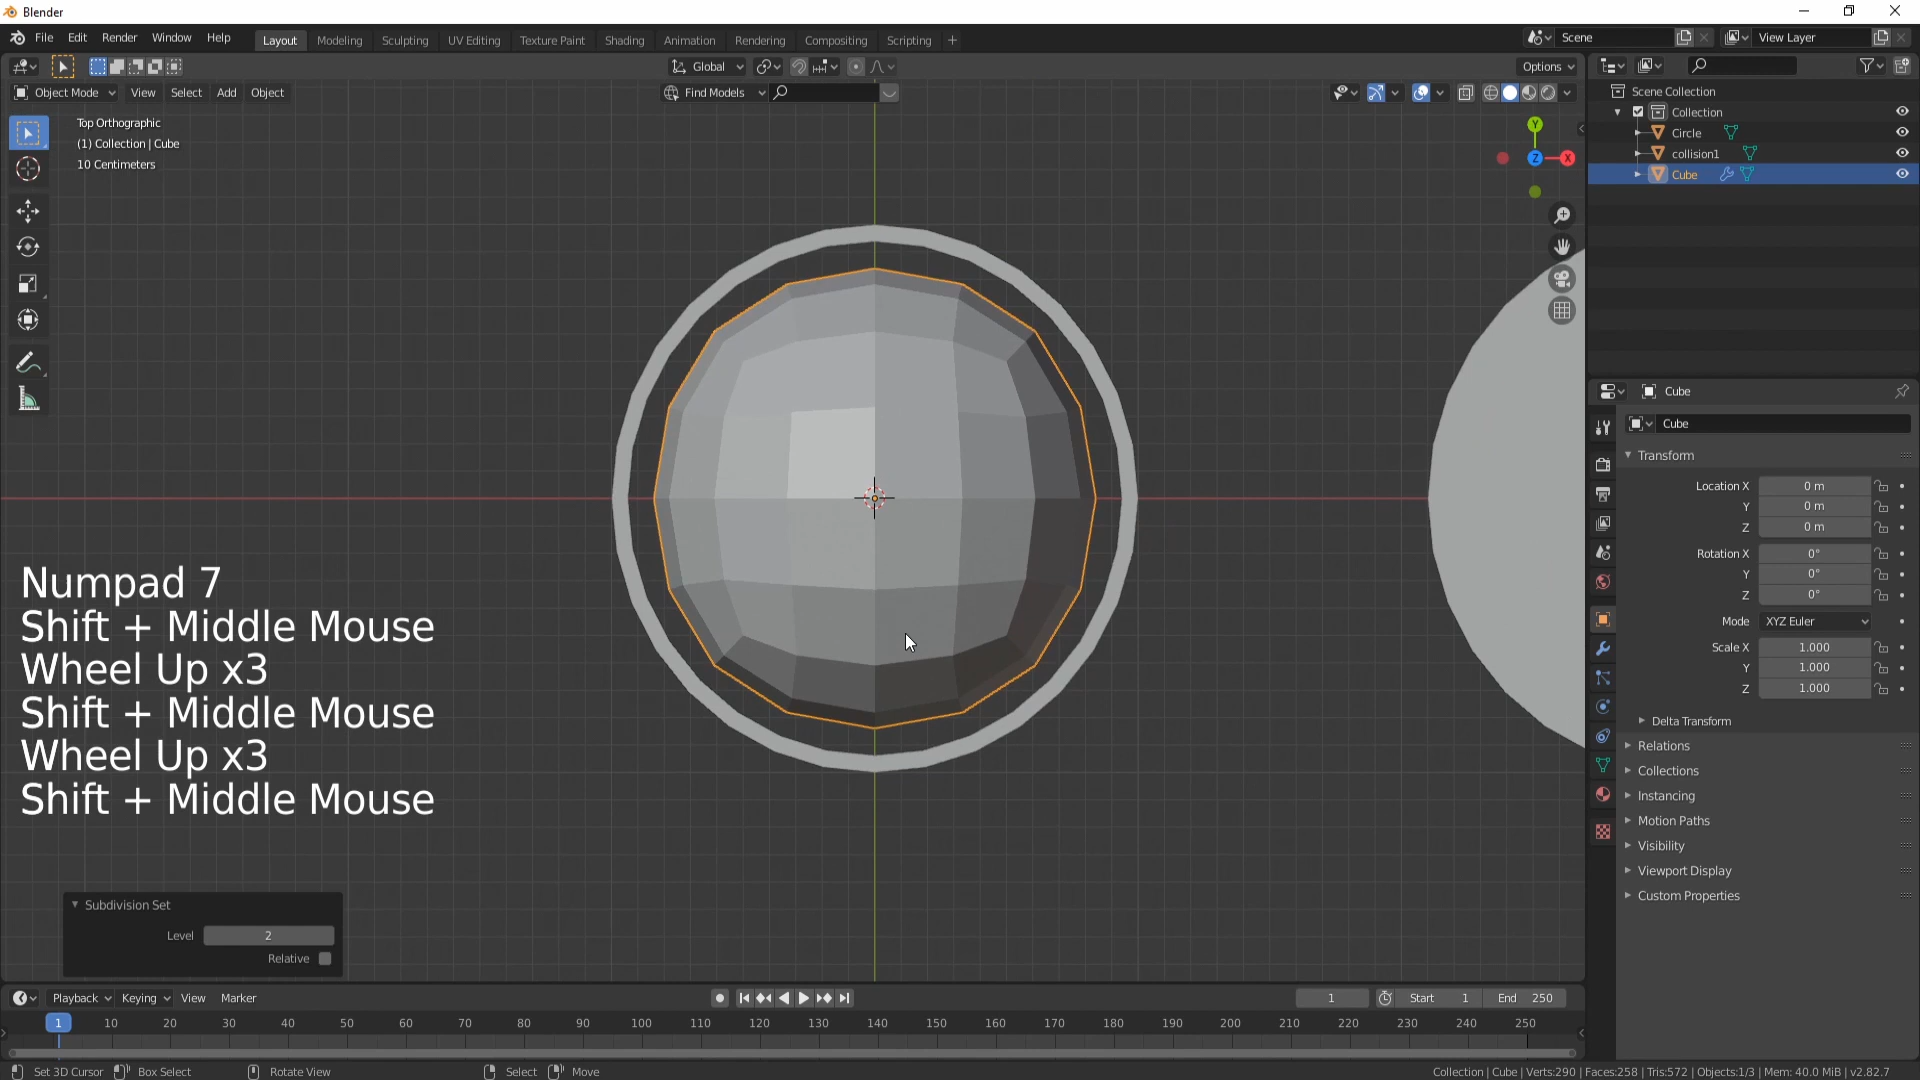 Blender
File Edit Render Window Help Layout Modeling Sculpting UV Editing Texture Paint Shading Animation Rendering Compositing Scripting + Scene View Layer
Global Options
Object Mode View Select Add Object Find Models
Top Orthographic
(1) Collection | Cube
10 Centimeters
Y
Z X
Scene Collection
Collection
Circle
collision1
Cube
Cube
Cube
Transform
Location X 0 m
Y 0 m
Z 0 m
Rotation X 0°
Y 0°
Z 0°
Mode XYZ Euler
Scale X 1.000
Y 1.000
Z 1.000
Delta Transform
Relations
Collections
Instancing
Motion Paths
Visibility
Viewport Display
Custom Properties
Numpad 7
Shift + Middle Mouse
Wheel Up x3
Shift + Middle Mouse
Wheel Up x3
Shift + Middle Mouse
Subdivision Set
Level 2
Relative
Playback Keying View Marker 1 Start 1 End 250
1 10 20 30 40 50 60 70 80 90 100 110 120 130 140 150 160 170 180 190 200 210 220 230 240 250
Set 3D Cursor Box Select Rotate View Select Move Collection | Cube | Verts:290 | Faces:258 | Tris:572 | Objects:1/3 | Mem: 40.0 MiB | v2.82.7